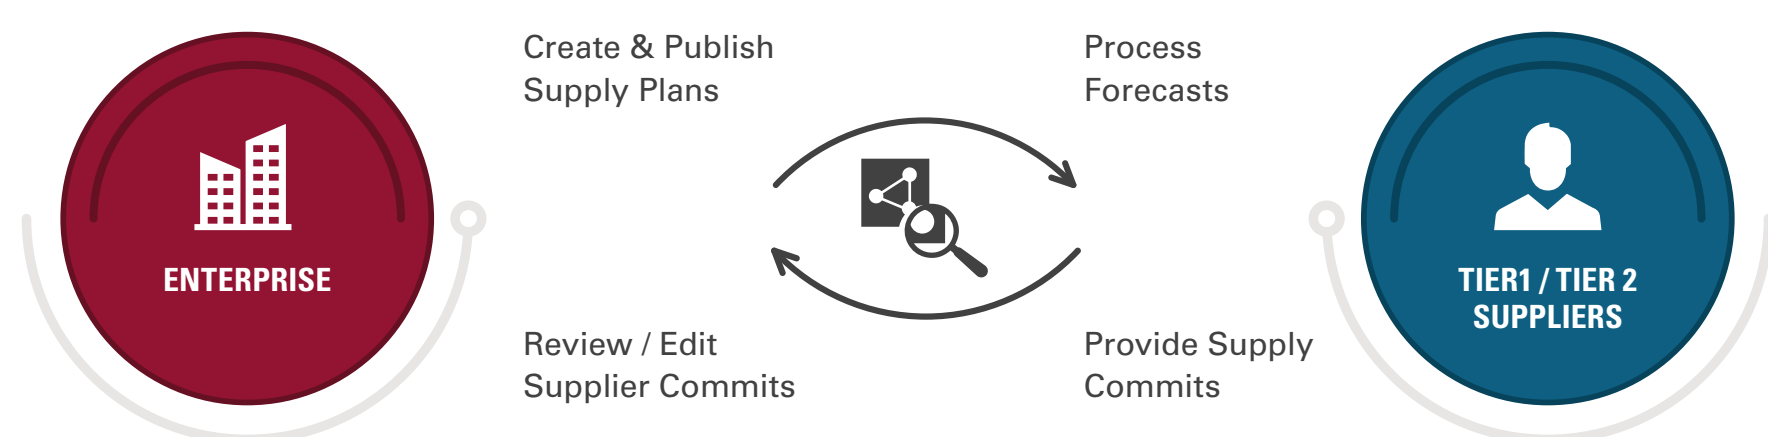 Create & Publish
Supply Plans
Process
Forecasts
ENTERPRISE
TIER1 / TIER 2
SUPPLIERS
Review / Edit
Supplier Commits
Provide Supply
Commits